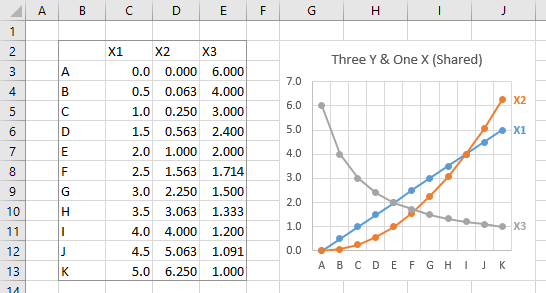 A B C D E F G H I J
1
2 X1 X2 X3
3 A 0.0 0.000 6.000
4 B 0.5 0.063 4.000
5 C 1.0 0.250 3.000
6 D 1.5 0.563 2.400
7 E 2.0 1.000 2.000
8 F 2.5 1.563 1.714
9 G 3.0 2.250 1.500
10 H 3.5 3.063 1.333
11 I 4.0 4.000 1.200
12 J 4.5 5.063 1.091
13 K 5.0 6.250 1.000
14
Three Y & One X (Shared)
7.0
6.0
5.0
4.0
3.0
2.0
1.0
0.0
X2
X1
X3
A B C D E F G H I J K